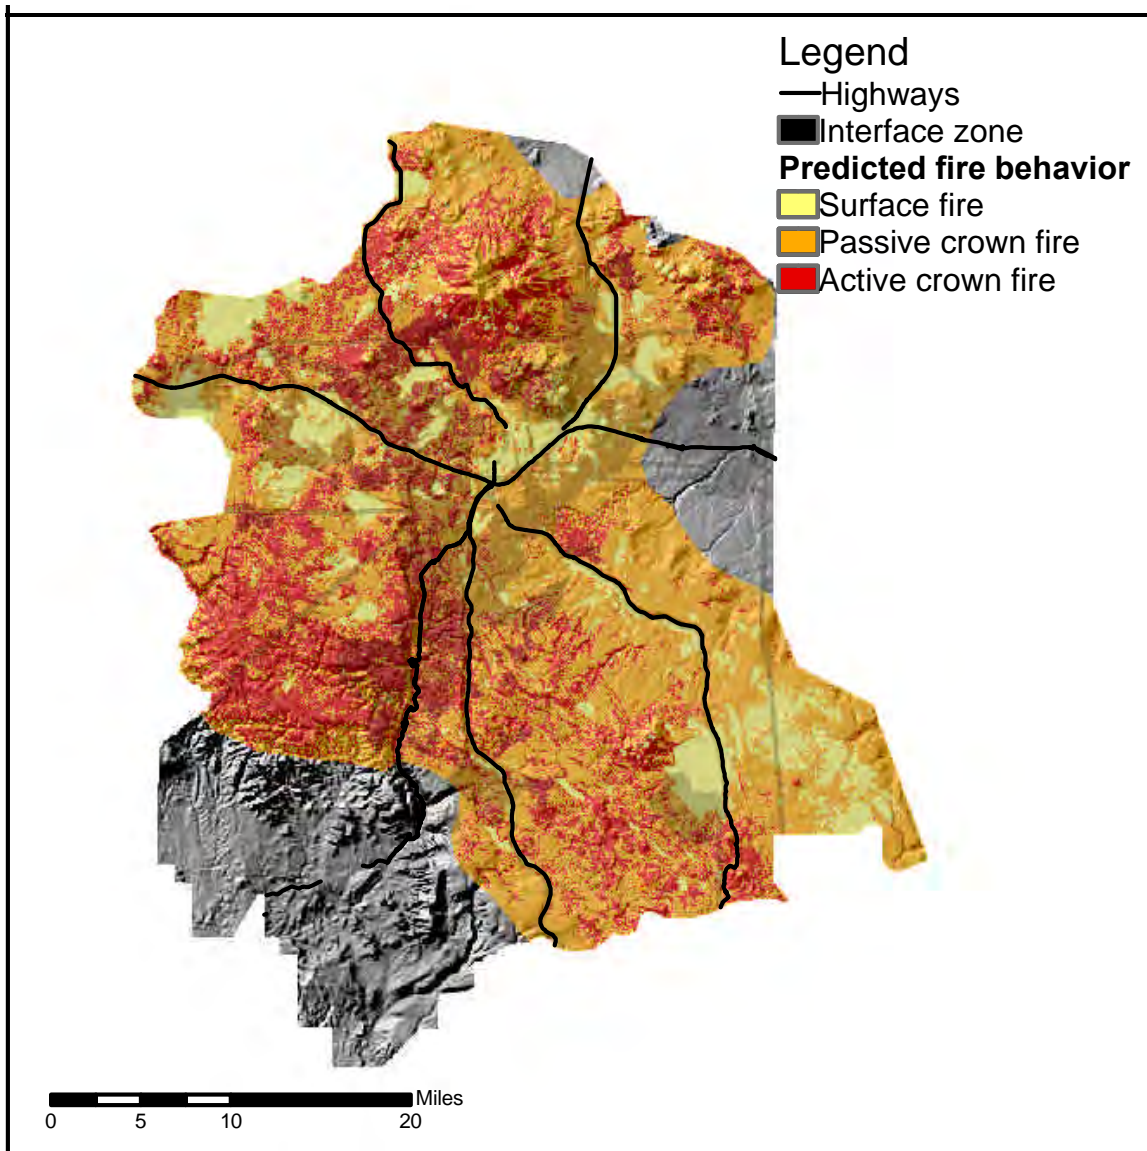 Legend
Highways
Interface zone
Predicted fire behavior
Surface fire
Passive crown fire
Active crown fire
Miles
0 5 10 20